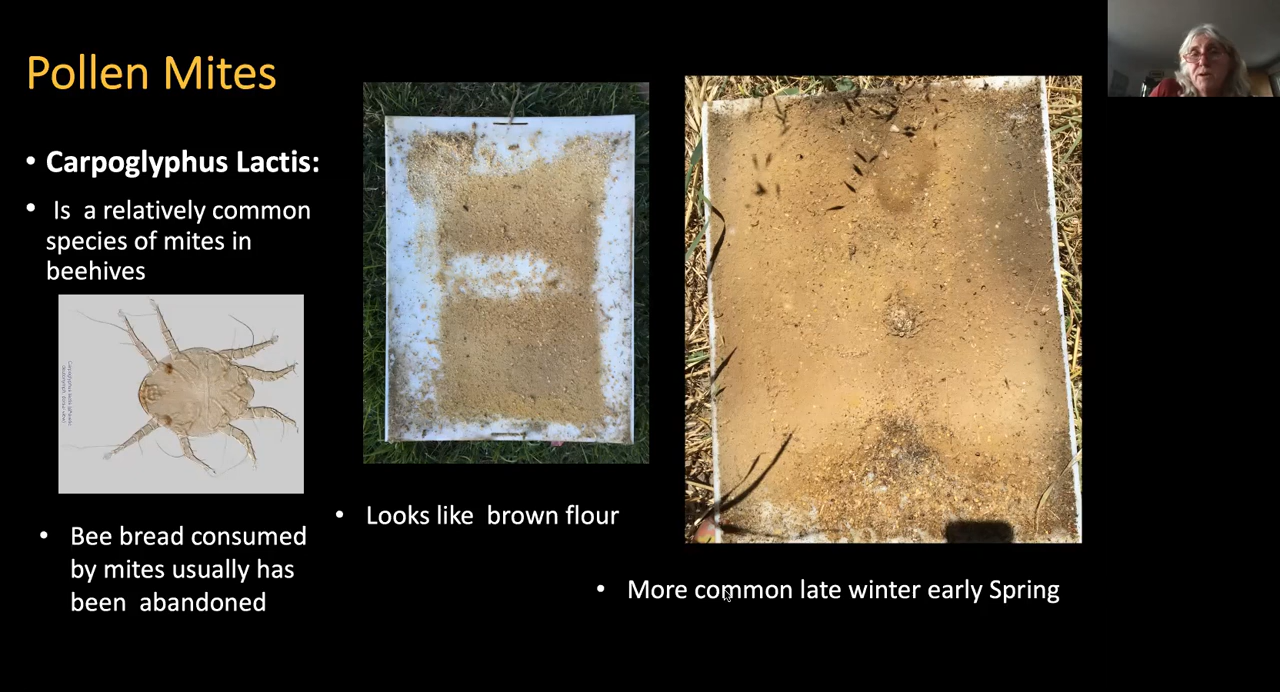 Pollen Mites
• Carpoglyphus Lactis:
• Is a relatively common
species of mites in
beehives
• Bee bread consumed
by mites usually has
been abandoned
• Looks like brown flour
• More common late winter early Spring